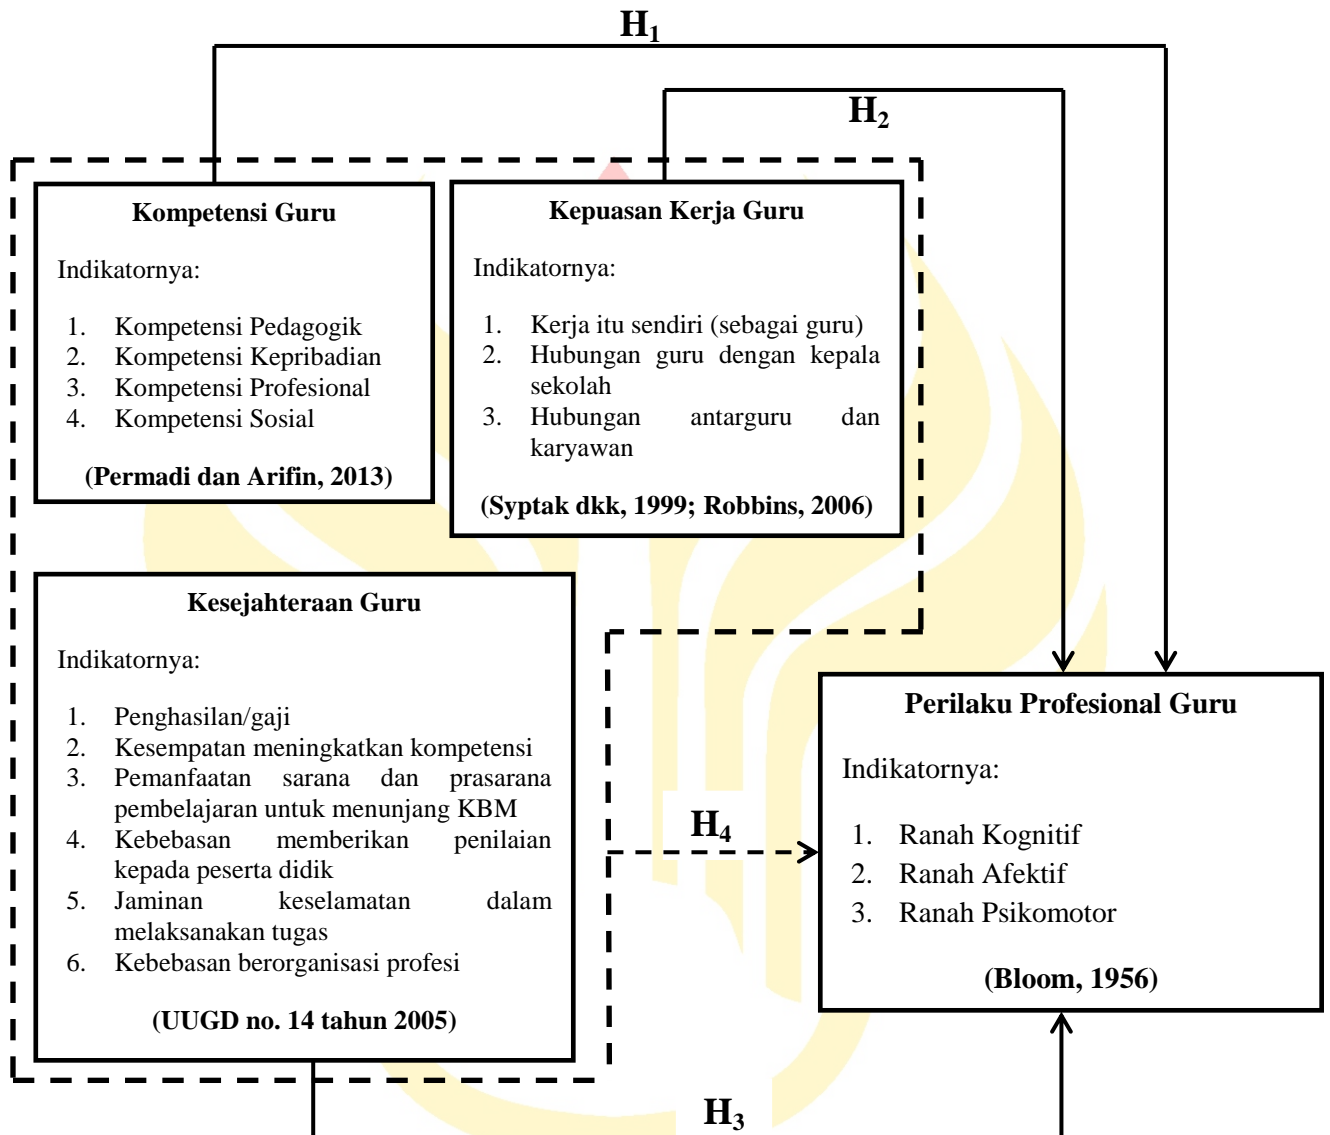 H₁
H₂
Kompetensi Guru
Indikatornya:
1. Kompetensi Pedagogik
2. Kompetensi Kepribadian
3. Kompetensi Profesional
4. Kompetensi Sosial
(Permadi dan Arifin, 2013)
Kepuasan Kerja Guru
Indikatornya:
1. Kerja itu sendiri (sebagai guru)
2. Hubungan guru dengan kepala
sekolah
3. Hubungan antarguru dan
karyawan
(Syptak dkk, 1999; Robbins, 2006)
Kesejahteraan Guru
Indikatornya:
1. Penghasilan/gaji
2. Kesempatan meningkatkan kompetensi
3. Pemanfaatan sarana dan prasarana
pembelajaran untuk menunjang KBM
4. Kebebasan memberikan penilaian
kepada peserta didik
5. Jaminan keselamatan dalam
melaksanakan tugas
6. Kebebasan berorganisasi profesi
(UUGD no. 14 tahun 2005)
H₄
Perilaku Profesional Guru
Indikatornya:
1. Ranah Kognitif
2. Ranah Afektif
3. Ranah Psikomotor
(Bloom, 1956)
H₃